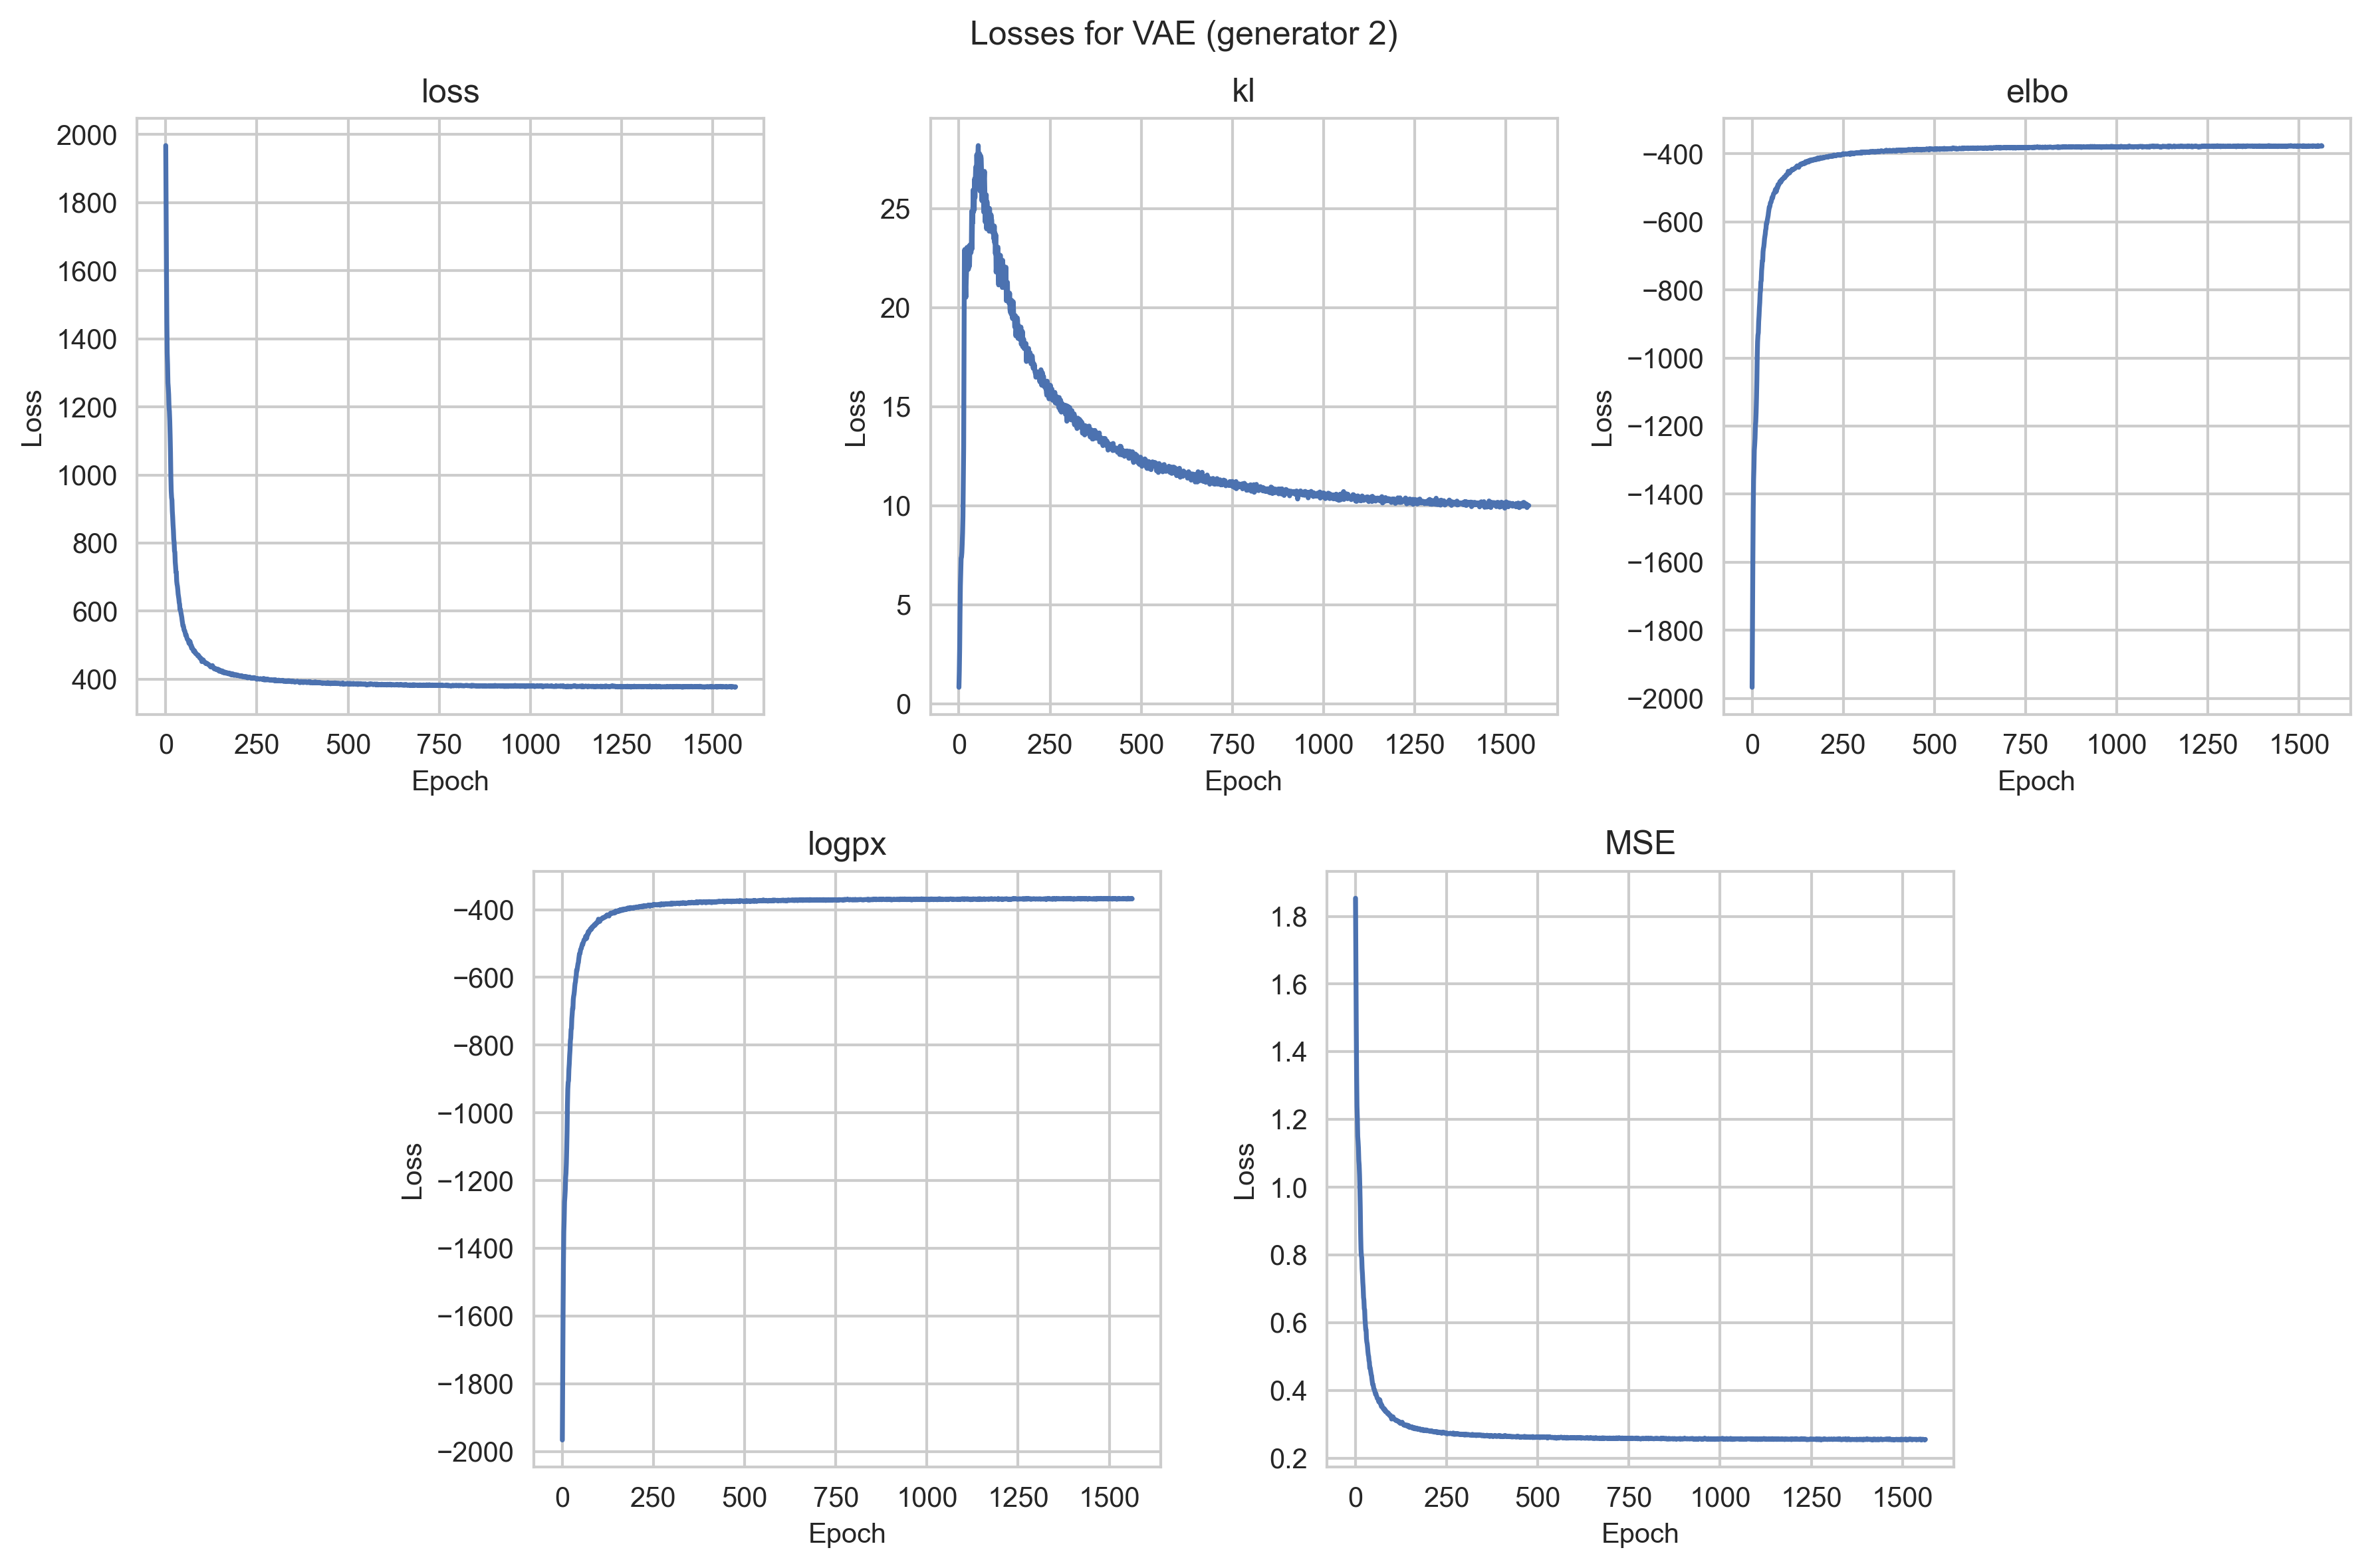 Losses for VAE (generator 2)
loss
2000
1800
1600
1400
1200
1000
800
600
400
Loss
0 250 500 750 1000 1250 1500
Epoch
kl
25
20
15
10
5
0
Loss
0 250 500 750 1000 1250 1500
Epoch
elbo
−400
−600
−800
−1000
−1200
−1400
−1600
−1800
−2000
Loss
0 250 500 750 1000 1250 1500
Epoch
logpx
−400
−600
−800
−1000
−1200
−1400
−1600
−1800
−2000
Loss
0 250 500 750 1000 1250 1500
Epoch
MSE
1.8
1.6
1.4
1.2
1.0
0.8
0.6
0.4
0.2
Loss
0 250 500 750 1000 1250 1500
Epoch